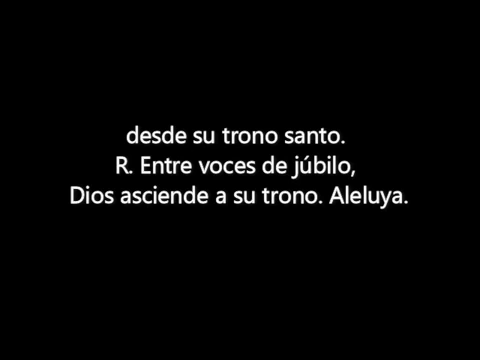 desde su trono santo.
R. Entre voces de júbilo,
Dios asciende a su trono. Aleluya.